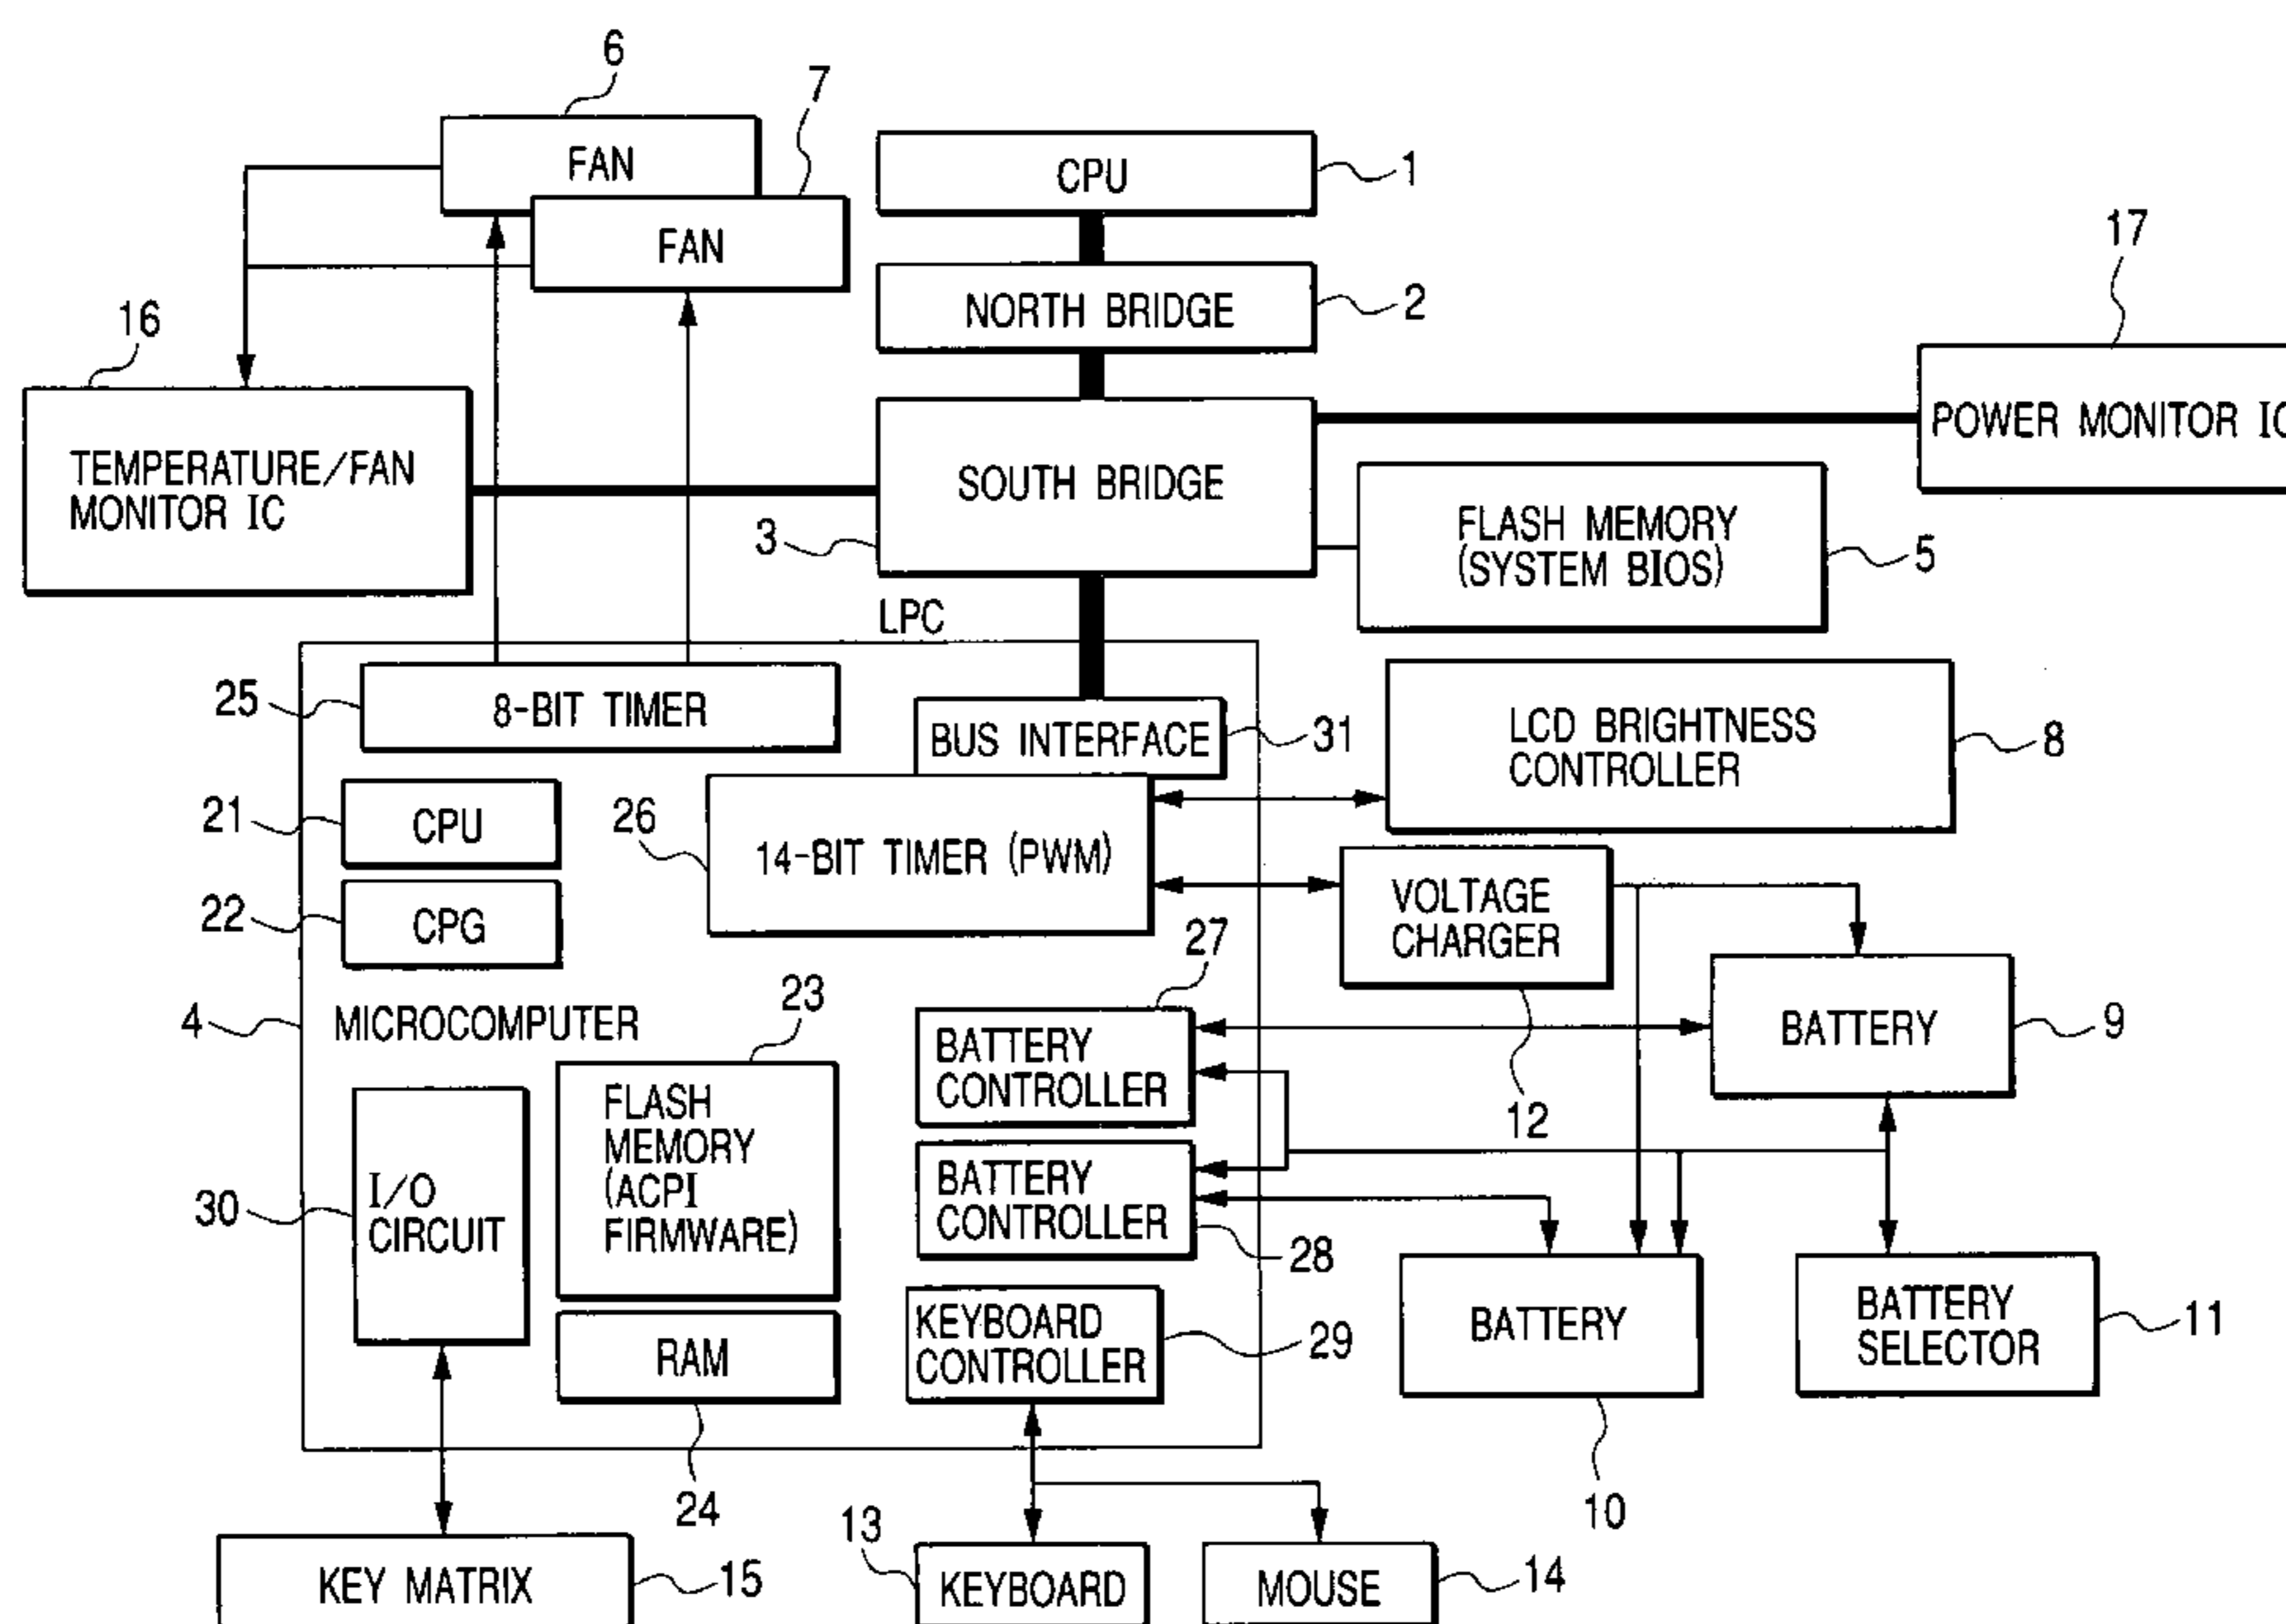 6
7
FAN
FAN
CPU
1
NORTH BRIDGE
2
17
16
TEMPERATURE/FAN
MONITOR IC
SOUTH BRIDGE
3
POWER MONITOR IC
FLASH MEMORY
(SYSTEM BIOS)
5
LPC
25
8-BIT TIMER
BUS INTERFACE
31
LCD BRIGHTNESS
CONTROLLER
8
21
CPU
26
14-BIT TIMER (PWM)
22
CPG
VOLTAGE
CHARGER
12
27
4
MICROCOMPUTER
23
BATTERY
CONTROLLER
BATTERY
9
FLASH
MEMORY
(ACPI
FIRMWARE)
30
I/O
CIRCUIT
BATTERY
CONTROLLER
28
BATTERY
10
BATTERY
SELECTOR
11
RAM
24
KEYBOARD
CONTROLLER
29
KEY MATRIX
15
13
KEYBOARD
MOUSE
14